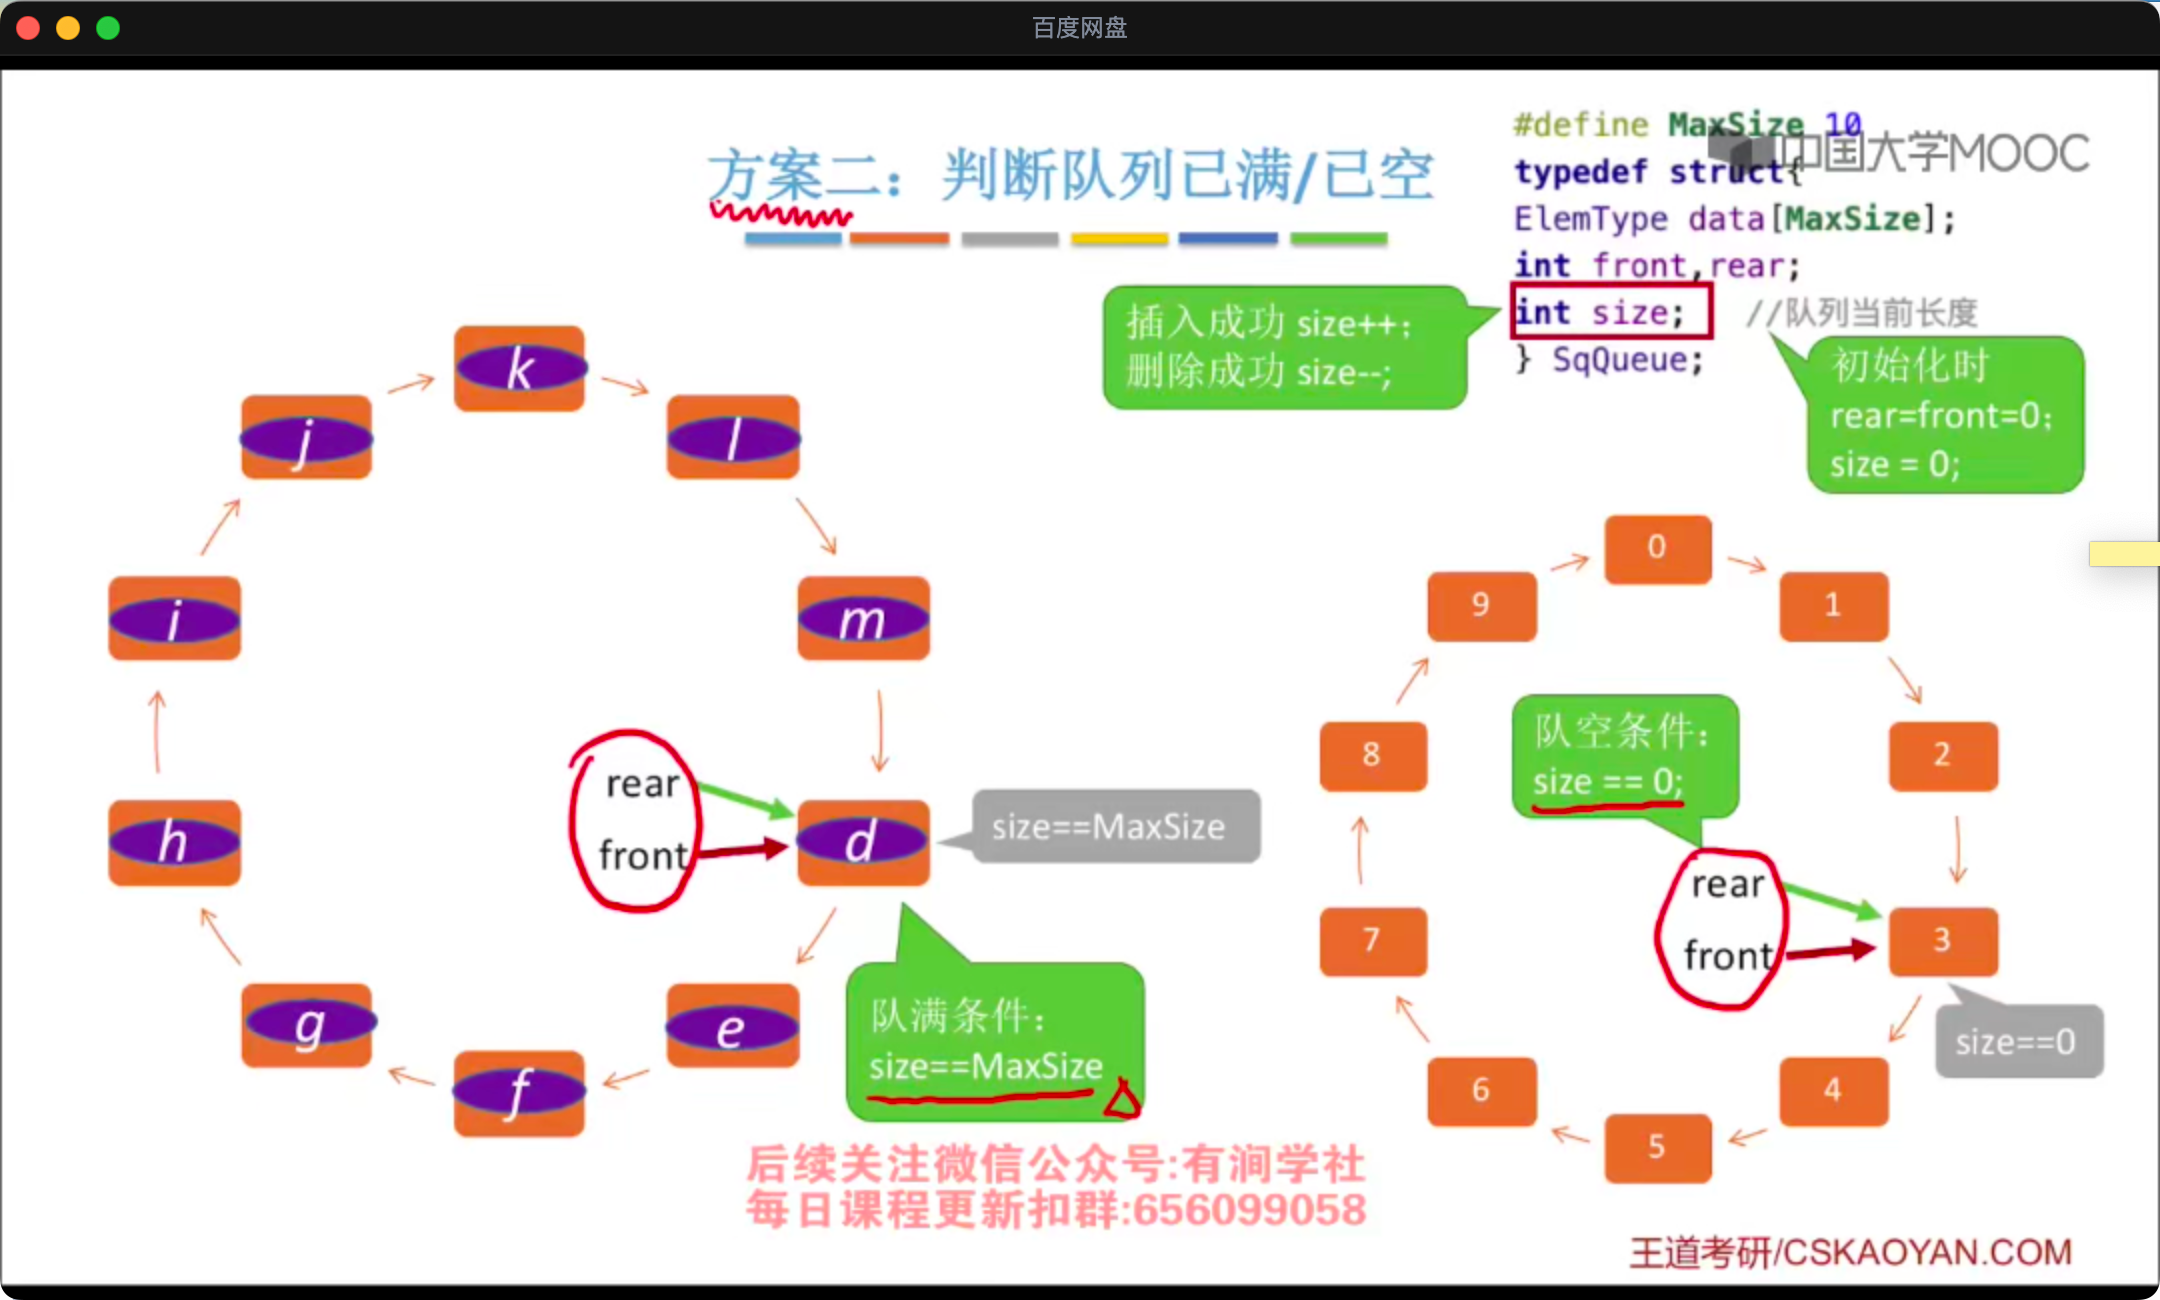 百度网盘
方案二：判断队列已满/已空
#define MaxSize 10
中国大学MOOC
typedef struct{
ElemType data[MaxSize];
int front,rear;
int size; //队列当前长度
} SqQueue;
插入成功 size++；
删除成功 size--;
初始化时
rear=front=0；
size = 0;
k
j
l
i
m
h
d
g
e
f
rear
front
size==MaxSize
队满条件：
size==MaxSize
0
9
1
8
2
7
3
6
4
5
队空条件：
size == 0;
rear
front
size==0
后续关注微信公众号:有涧学社
每日课程更新扣群:656099058
王道考研/CSKAOYAN.COM